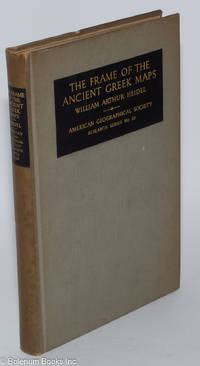 THE FRAME OF THE
ANCIENT GREEK MAPS
WILLIAM ARTHUR HEIDEL
AMERICAN GEOGRAPHICAL SOCIETY
RESEARCH SERIES No. 20
THE FRAME
OF THE
ANCIENT
GREEK
MAPS
HEIDEL
© Bolerium Books Inc.